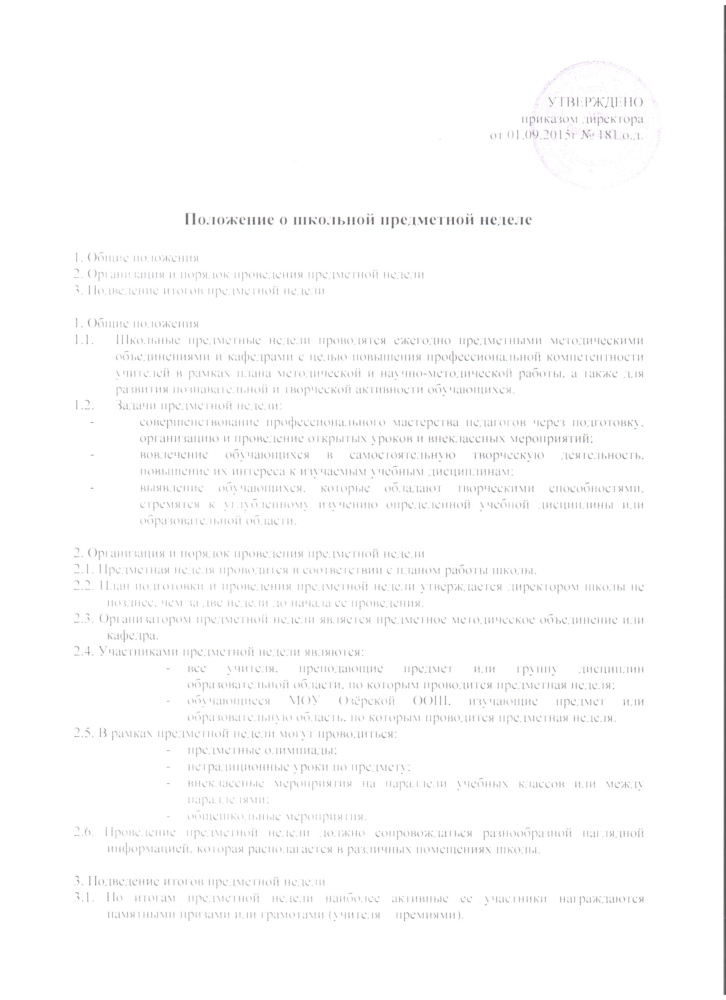 УТВЕРЖДЕНО
приказом директора
от 01.09.2015г № 181 о.д.
МОУ
Положение о школьной предметной неделе
1. Общие положения
2. Организация и порядок проведения предметной недели
3. Подведение итогов предметной недели
1. Общие положения
1.1. Школьные предметные недели проводятся ежегодно предметными методическими
объединениями и кафедрами с целью повышения профессиональной компетентности
учителей в рамках плана методической и научно-методической работы, а также для
развития познавательной и творческой активности обучающихся.
1.2. Задачи предметной недели:
- совершенствование профессионального мастерства педагогов через подготовку,
организацию и проведение открытых уроков и внеклассных мероприятий;
- вовлечение обучающихся в самостоятельную творческую деятельность,
повышение их интереса к изучаемым учебным дисциплинам;
- выявление обучающихся, которые обладают творческими способностями,
стремятся к углубленному изучению определенной учебной дисциплины или
образовательной области.
2. Организация и порядок проведения предметной недели
2.1. Предметная неделя проводится в соответствии с планом работы школы.
2.2. План подготовки и проведения предметной недели утверждается директором школы не
позднее, чем за две недели до начала ее проведения.
2.3. Организатором предметной недели является предметное методическое объединение или
кафедра.
2.4. Участниками предметной недели являются:
- все учителя, преподающие предмет или группу дисциплин
образовательной области, по которым проводится предметная неделя;
- обучающиеся МОУ Озёрской ООШ, изучающие предмет или
образовательную область, по которым проводится предметная неделя.
2.5. В рамках предметной недели могут проводиться:
- предметные олимпиады;
- нетрадиционные уроки по предмету;
- внеклассные мероприятия на параллели учебных классов или между
параллелями;
- общешкольные мероприятия.
2.6. Проведение предметной недели должно сопровождаться разнообразной наглядной
информацией, которая располагается в различных помещениях школы.
3. Подведение итогов предметной недели
3.1. По итогам предметной недели наиболее активные ее участники награждаются
памятными призами или грамотами (учителя – премиями).